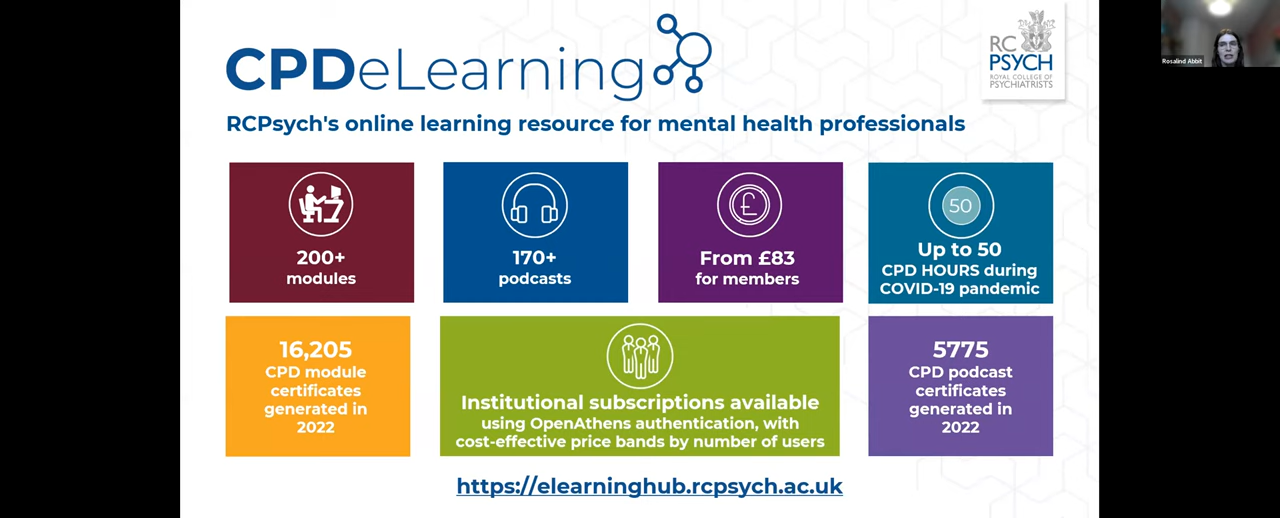 CPDeLearning
RC
PSYCH
ROYAL COLLEGE OF
PSYCHIATRISTS
Rosalind Abbit
RCPsych's online learning resource for mental health professionals
200+
modules
170+
podcasts
£
From £83
for members
50
Up to 50
CPD HOURS during
COVID-19 pandemic
16,205
CPD module
certificates
generated in
2022
Institutional subscriptions available
using OpenAthens authentication, with
cost-effective price bands by number of users
5775
CPD podcast
certificates
generated in
2022
https://elearninghub.rcpsych.ac.uk